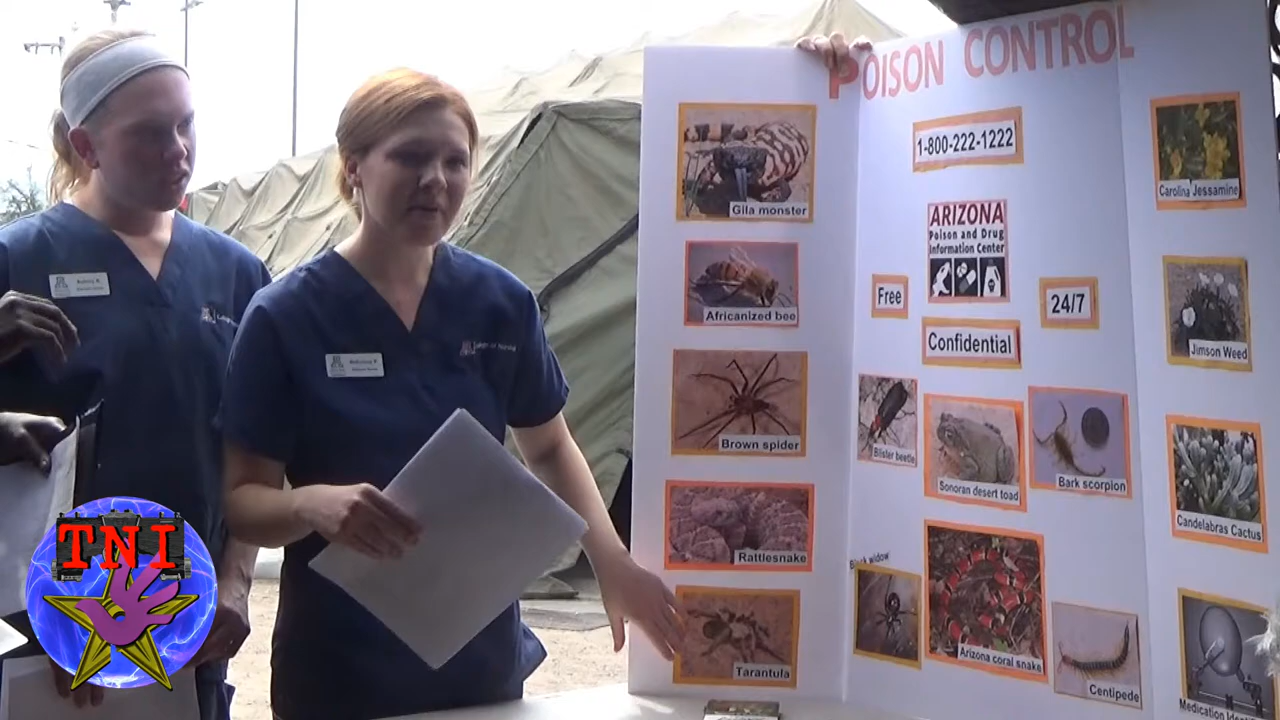 POISON CONTROL
1-800-222-1222
ARIZONA
Poison and Drug
Information Center
Free
24/7
Confidential
Gila monster
Africanized bee
Brown spider
Rattlesnake
Tarantula
Blister beetle
Sonoran desert toad
Bark scorpion
Black widow
Arizona coral snake
Centipede
Carolina Jessamine
Jimson Weed
Candelabras Cactus
Medication
TNI